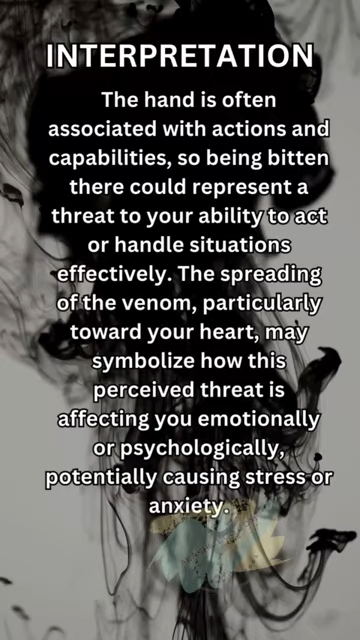 INTERPRETATION
The hand is often
associated with actions and
capabilities, so being bitten
there could represent a
threat to your ability to act
or handle situations
effectively. The spreading
of the venom, particularly
toward your heart, may
symbolize how this
perceived threat is
affecting you emotionally
or psychologically,
potentially causing stress or
anxiety.